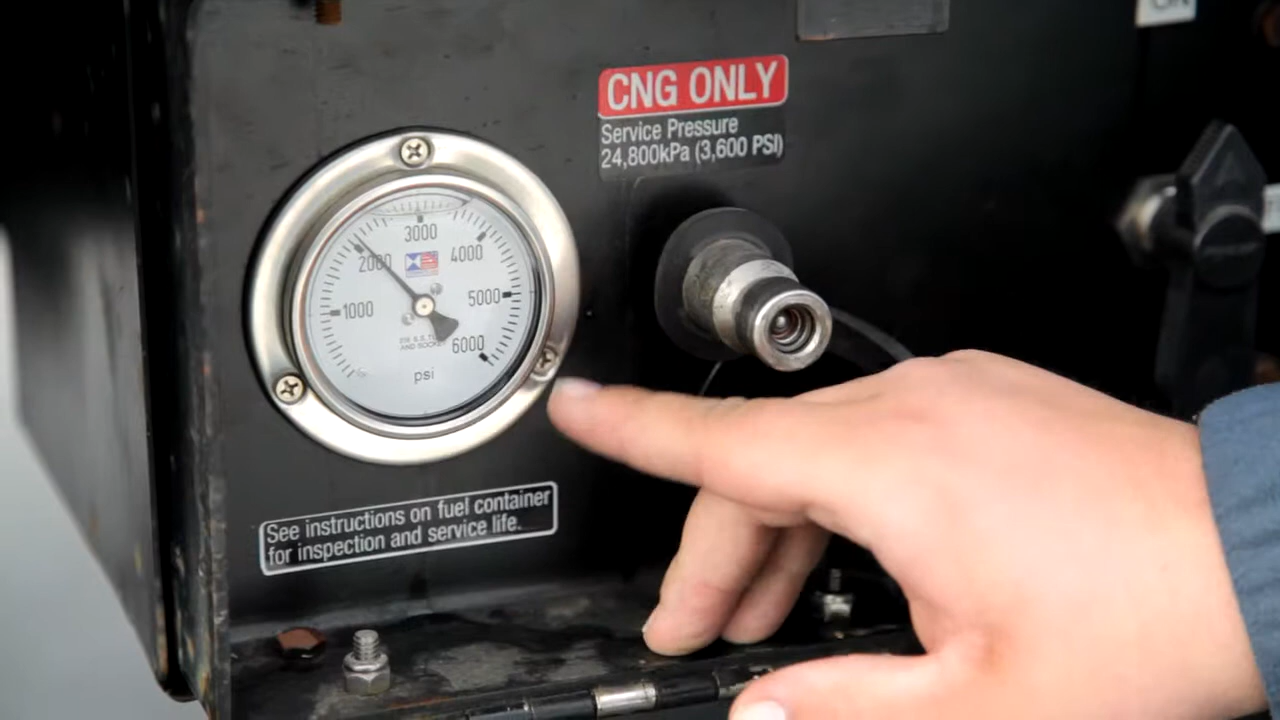 CNG ONLY
Service Pressure
24,800kPa (3,600 PSI)
3000
2000
4000
1000
5000
6000
psi
See instructions on fuel container
for inspection and service life.